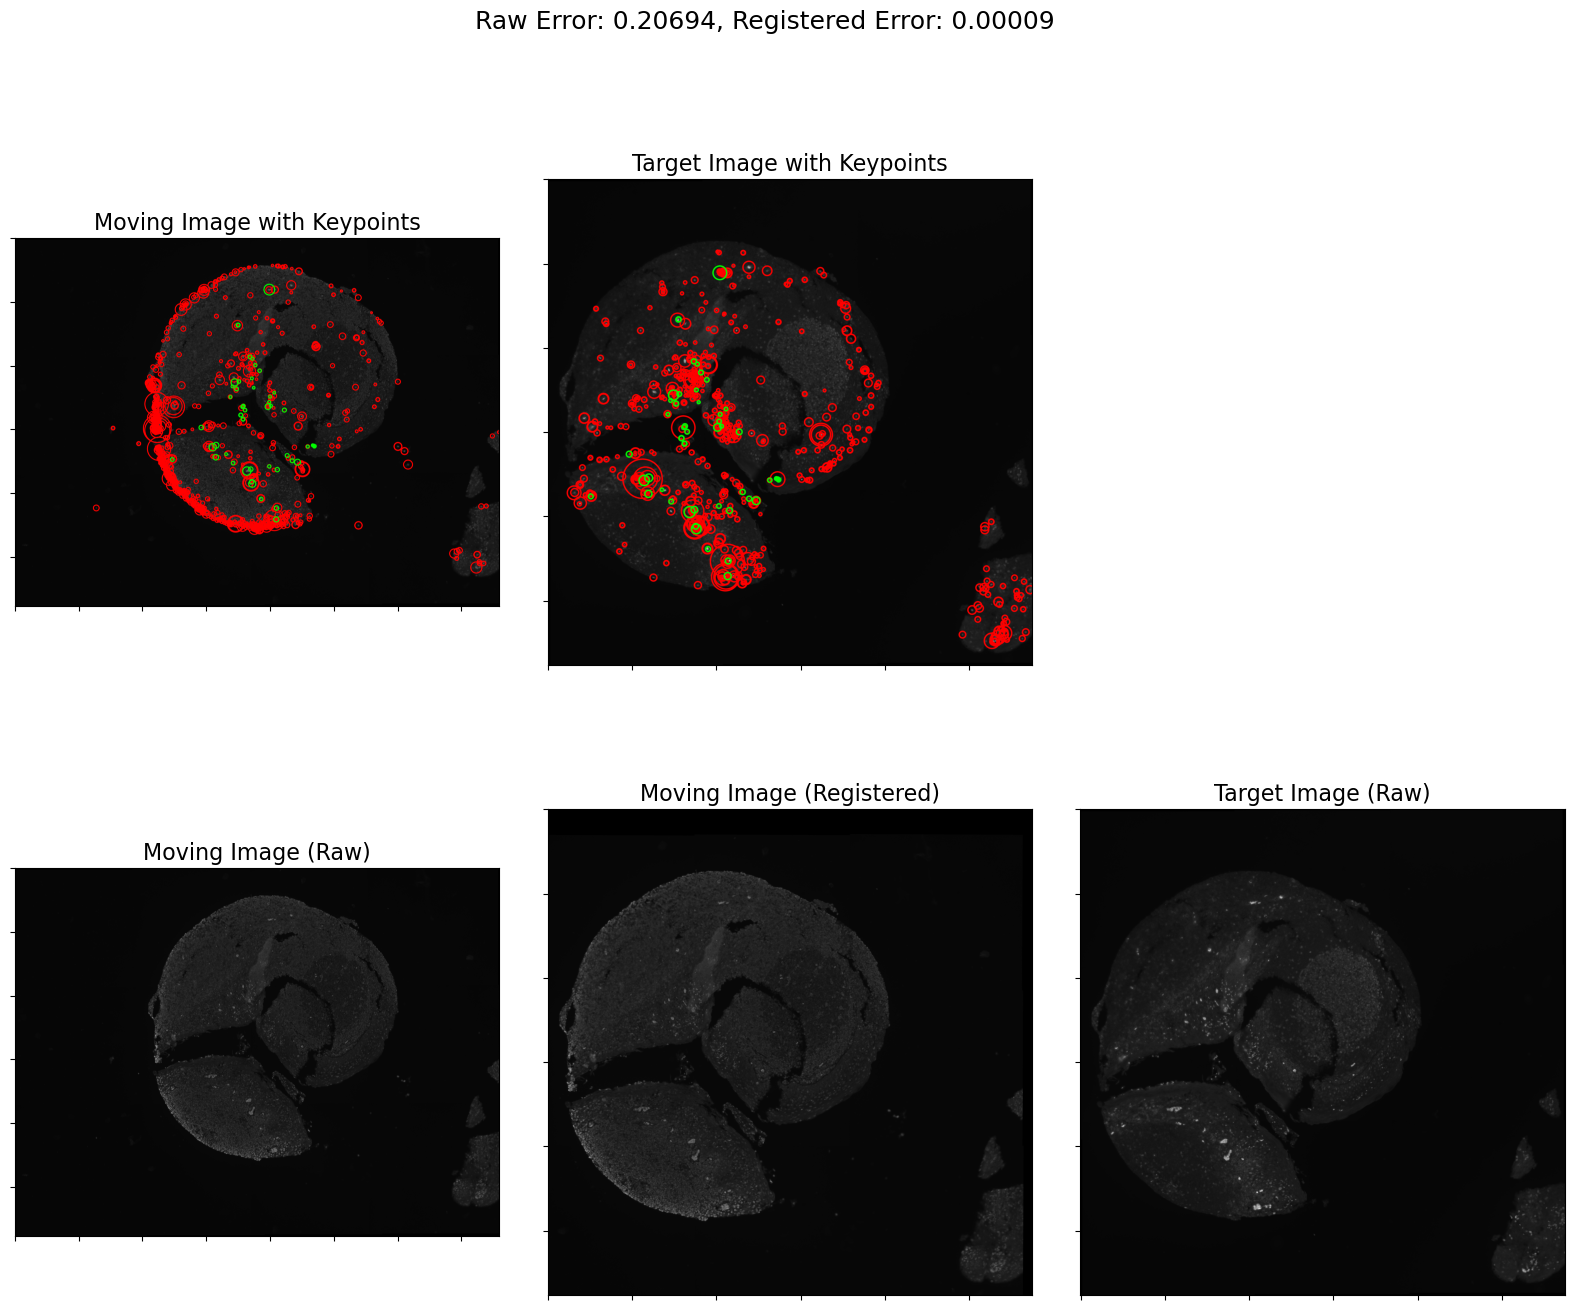 Raw Error: 0.20694, Registered Error: 0.00009
Moving Image with Keypoints
Target Image with Keypoints
Moving Image (Raw)
Moving Image (Registered)
Target Image (Raw)